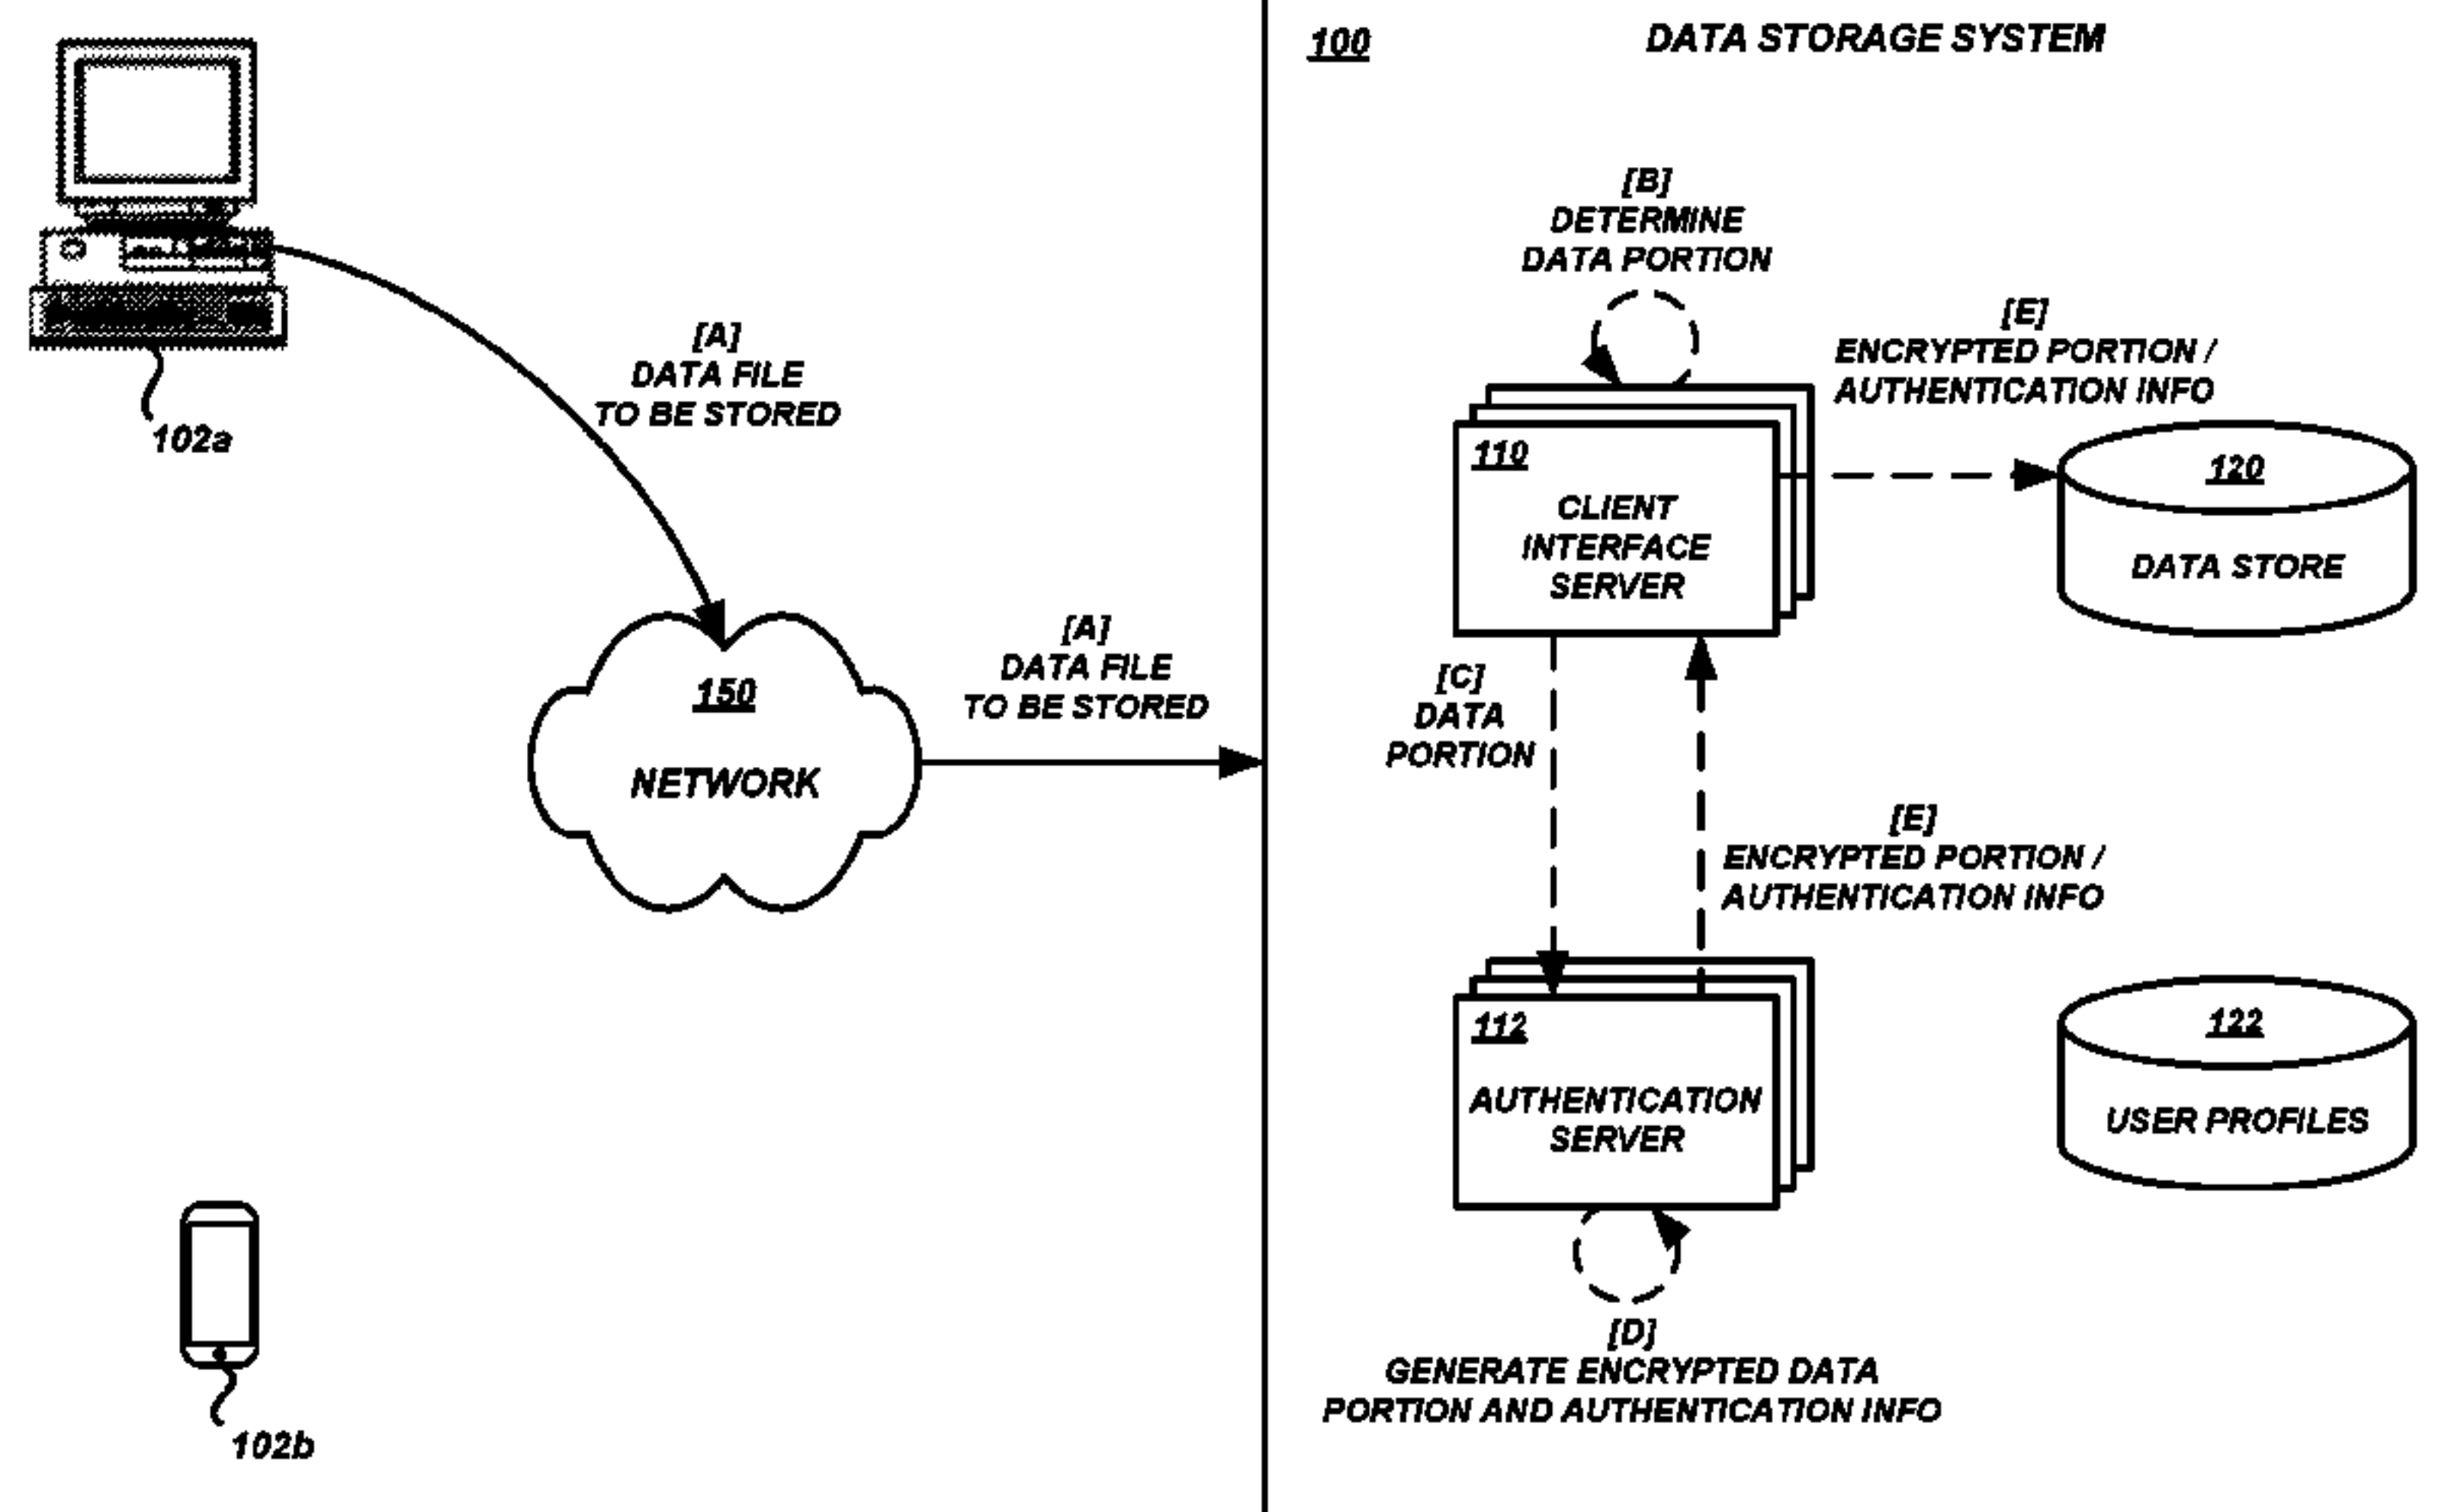 100
DATA STORAGE SYSTEM
[B]
DETERMINE
DATA PORTION
[E]
ENCRYPTED PORTION /
AUTHENTICATION INFO
[A]
DATA FILE
TO BE STORED
102a
110
CLIENT
INTERFACE
SERVER
120
DATA STORE
[A]
DATA FILE
TO BE STORED
150
NETWORK
[C]
DATA
PORTION
[E]
ENCRYPTED PORTION /
AUTHENTICATION INFO
112
AUTHENTICATION
SERVER
122
USER PROFILES
[D]
GENERATE ENCRYPTED DATA
PORTION AND AUTHENTICATION INFO
102b